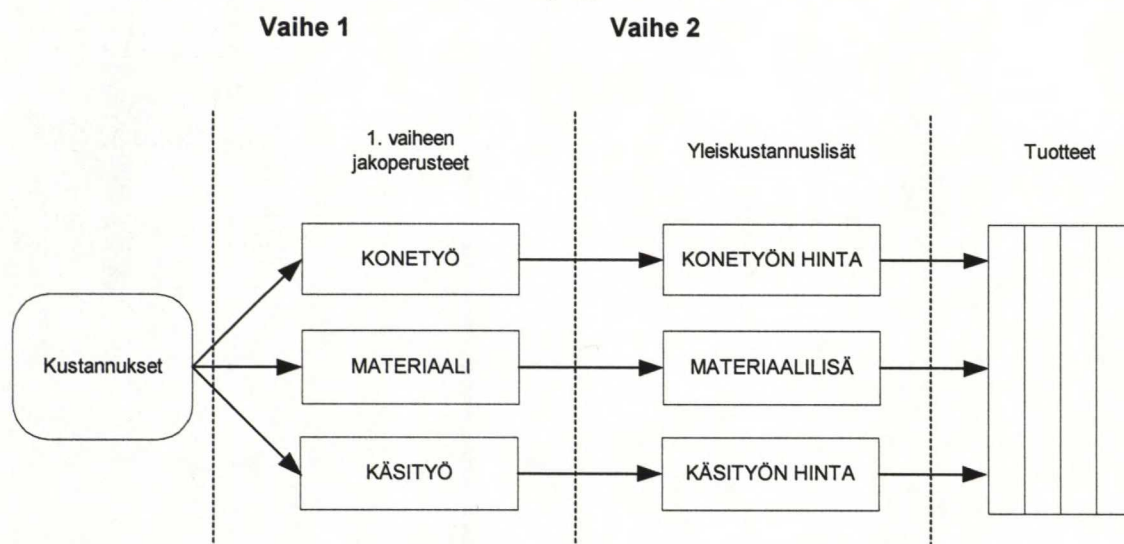 Vaihe 1
Vaihe 2
1. vaiheen
jakoperusteet
Yleiskustannuslisät
Tuotteet
KONETYÖ
KONETYÖN HINTA
Kustannukset
MATERIAALI
MATERIAALILISÄ
KÄSITYÖ
KÄSITYÖN HINTA